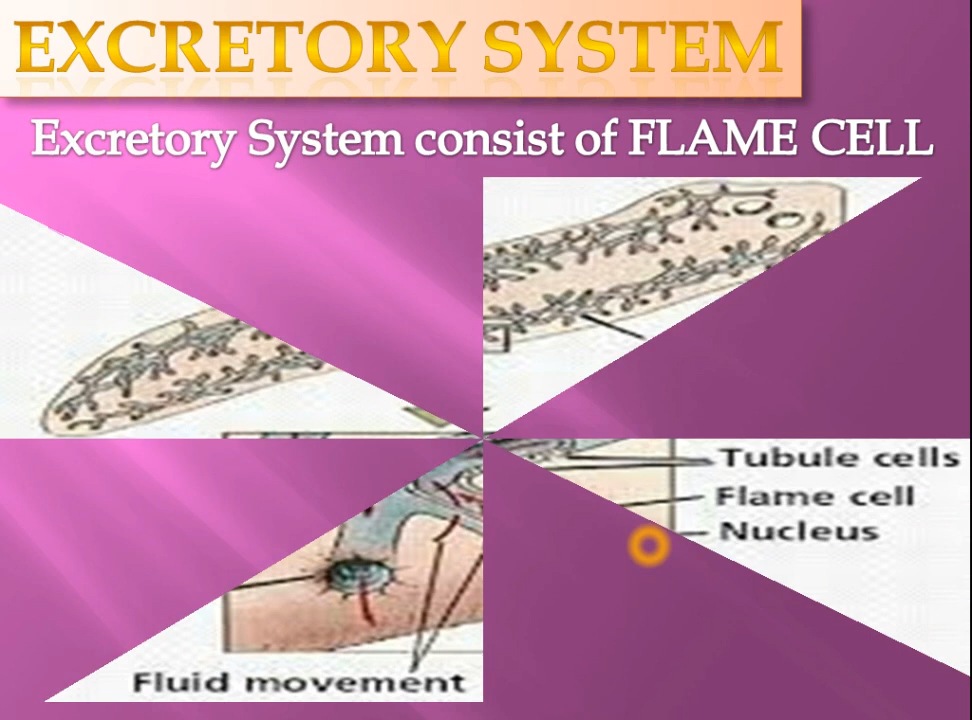 EXCRETORY SYSTEM
Excretory System consist of FLAME CELL
Tubule cells
Flame cell
Nucleus
Fluid movement